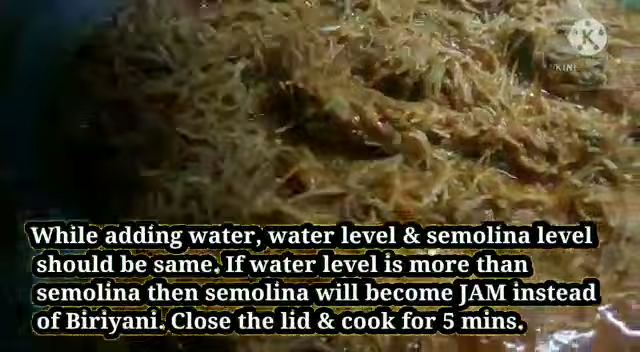 K
KINE
While adding water, water level & semolina level
should be same. If water level is more than
semolina then semolina will become JAM instead
of Biriyani. Close the lid & cook for 5 mins.